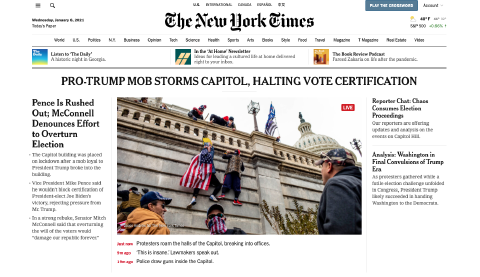 U.S. INTERNATIONAL CANADA ESPAÑOL 中文
PLAY THE CROSSWORD
Account
Wednesday, January 6, 2021
Today's Paper
The New York Times
S&P 500
World U.S. Politics N.Y. Business Opinion Tech Science Health Sports Arts Books Style Food Travel Magazine T Magazine Real Estate Video
Listen to 'The Daily'
A historic night in Georgia.
In the 'At Home' Newsletter
Ideas for leading a cultured life at home delivered
right to your inbox.
The Book Review Podcast
Fareed Zakaria on life after the pandemic.
PRO-TRUMP MOB STORMS CAPITOL, HALTING VOTE CERTIFICATION
Pence Is Rushed
Out; McConnell
Denounces Effort
to Overturn
Election
• The Capitol building was placed
on lockdown after a mob loyal to
President Trump broke into the
building.
• Vice President Mike Pence said
he wouldn't block certification of
President-elect Joe Biden's
victory, rejecting pressure from
Mr. Trump.
• In a strong rebuke, Senator Mitch
McConnell said that overturning
the will of the voters would
"damage our republic forever."
LIVE
Just now Protesters roam the halls of the Capitol, breaking into offices.
'This is insane.' Lawmakers speak out.
Police draw guns inside the Capitol.
Reporter Chat: Chaos
Consumes Election
Proceedings
Our reporters are offering
updates and analysis on the
events on Capitol Hill.
Analysis: Washington in
Final Convulsions of Trump
Era
As protesters gathered while a
futile election challenge unfolded
in Congress, President Trump
likely succeeded in handing
Washington to the Democrats.